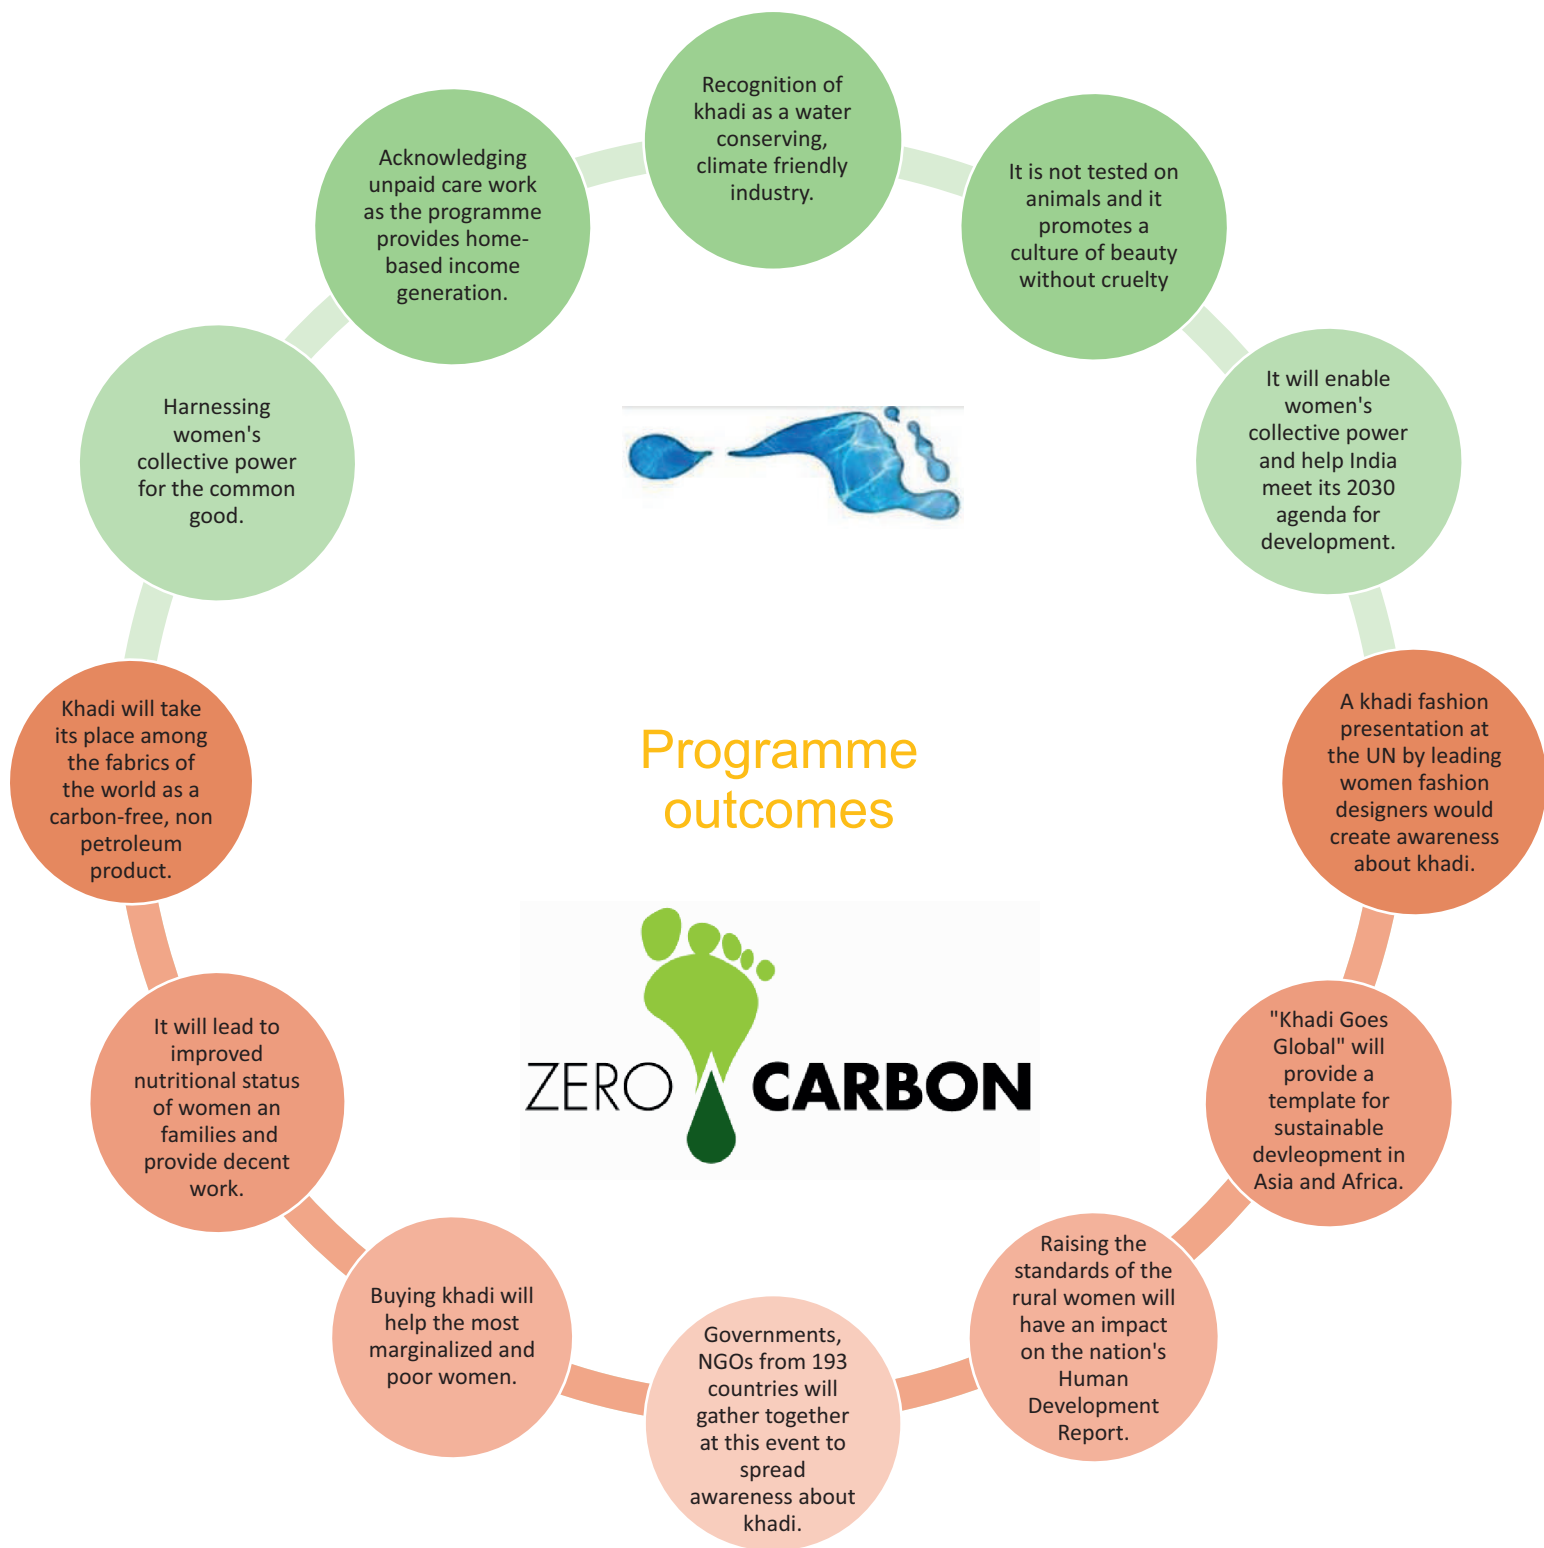 Recognition of
khadi as a water
conserving,
climate friendly
industry.
It is not tested on
animals and it
promotes a
culture of beauty
without cruelty
It will enable
women's
collective power
and help India
meet its 2030
agenda for
development.
A khadi fashion
presentation at
the UN by leading
women fashion
designers would
create awareness
about khadi.
"Khadi Goes
Global" will
provide a
template for
sustainable
devleopment in
Asia and Africa.
Raising the
standards of the
rural women will
have an impact
on the nation's
Human
Development
Report.
Governments,
NGOs from 193
countries will
gather together
at this event to
spread
awareness about
khadi.
Buying khadi will
help the most
marginalized and
poor women.
It will lead to
improved
nutritional status
of women an
families and
provide decent
work.
Khadi will take
its place among
the fabrics of
the world as a
carbon-free, non
petroleum
product.
Harnessing
women's
collective power
for the common
good.
Acknowledging
unpaid care work
as the programme
provides home-
based income
generation.
Programme
outcomes
ZERO CARBON